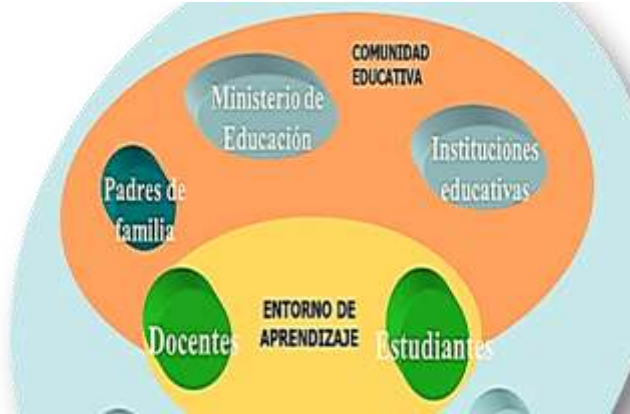 COMUNIDAD
EDUCATIVA
Ministerio de
Educación
Instituciones
educativas
Padres de
familia
ENTORNO DE
APRENDIZAJE
Docentes
Estudiantes